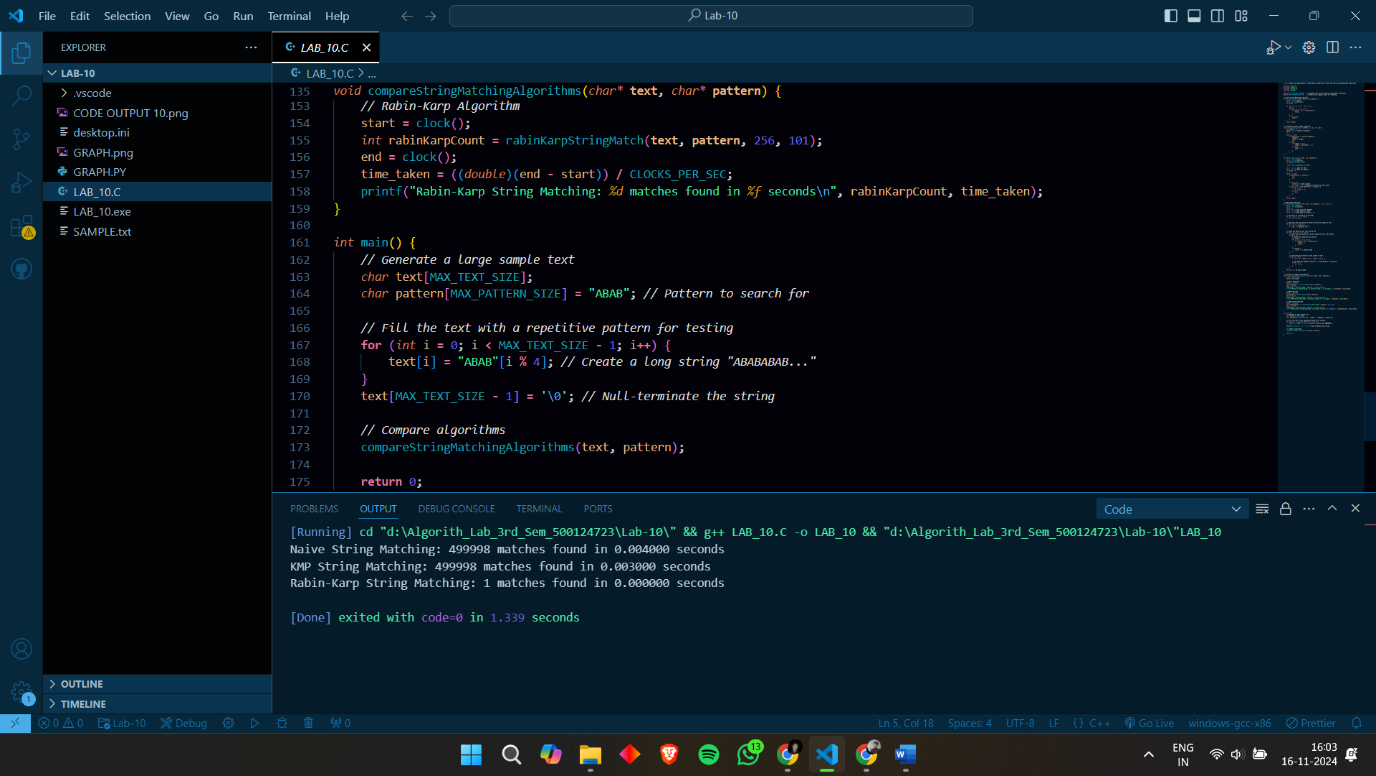 File Edit Selection View Go Run Terminal Help
Lab-10
EXPLORER
LAB-10
.vscode
CODE OUTPUT 10.png
desktop.ini
GRAPH.png
GRAPH.PY
LAB_10.C
LAB_10.exe
SAMPLE.txt
OUTLINE
TIMELINE
LAB_10.C
LAB_10.C > ...
135 void compareStringMatchingAlgorithms(char* text, char* pattern) {
153 // Rabin-Karp Algorithm
154 start = clock();
155 int rabinKarpCount = rabinKarpStringMatch(text, pattern, 256, 101);
156 end = clock();
157 time_taken = ((double)(end - start)) / CLOCKS_PER_SEC;
158 printf("Rabin-Karp String Matching: %d matches found in %f seconds\n", rabinKarpCount, time_taken);
159 }
160
161 int main() {
162 // Generate a large sample text
163 char text[MAX_TEXT_SIZE];
164 char pattern[MAX_PATTERN_SIZE] = "ABAB"; // Pattern to search for
165
166 // Fill the text with a repetitive pattern for testing
167 for (int i = 0; i < MAX_TEXT_SIZE - 1; i++) {
168 text[i] = "ABAB"[i % 4]; // Create a long string "ABABABAB..."
169 }
170 text[MAX_TEXT_SIZE - 1] = '\0'; // Null-terminate the string
171
172 // Compare algorithms
173 compareStringMatchingAlgorithms(text, pattern);
174
175 return 0;
PROBLEMS OUTPUT DEBUG CONSOLE TERMINAL PORTS
Code
[Running] cd "d:\Algorith_Lab_3rd_Sem_500124723\Lab-10\" && g++ LAB_10.C -o LAB_10 && "d:\Algorith_Lab_3rd_Sem_500124723\Lab-10\"LAB_10
Naive String Matching: 499998 matches found in 0.004000 seconds
KMP String Matching: 499998 matches found in 0.003000 seconds
Rabin-Karp String Matching: 1 matches found in 0.000000 seconds
[Done] exited with code=0 in 1.339 seconds
1
0 0 Lab-10 Debug 0 Ln 5, Col 18 Spaces: 4 UTF-8 LF {} C++ Go Live windows-gcc-x86 Prettier
13
ENG
IN
16:03
16-11-2024